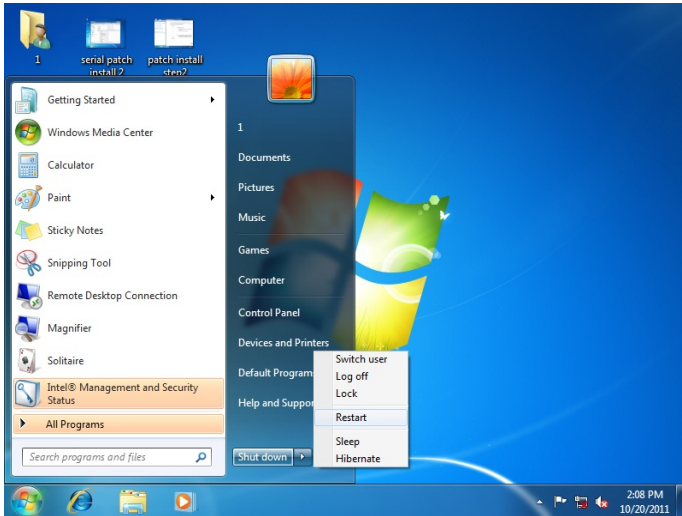 1
serial patch
install 2
patch install
step2
Getting Started
Windows Media Center
Calculator
Paint
Sticky Notes
Snipping Tool
Remote Desktop Connection
Magnifier
Solitaire
Intel® Management and Security
Status
All Programs
Search programs and files
1
Documents
Pictures
Music
Games
Computer
Control Panel
Devices and Printers
Default Program
Help and Suppor
Shut down
Switch user
Log off
Lock
Restart
Sleep
Hibernate
2:08 PM
10/20/2011